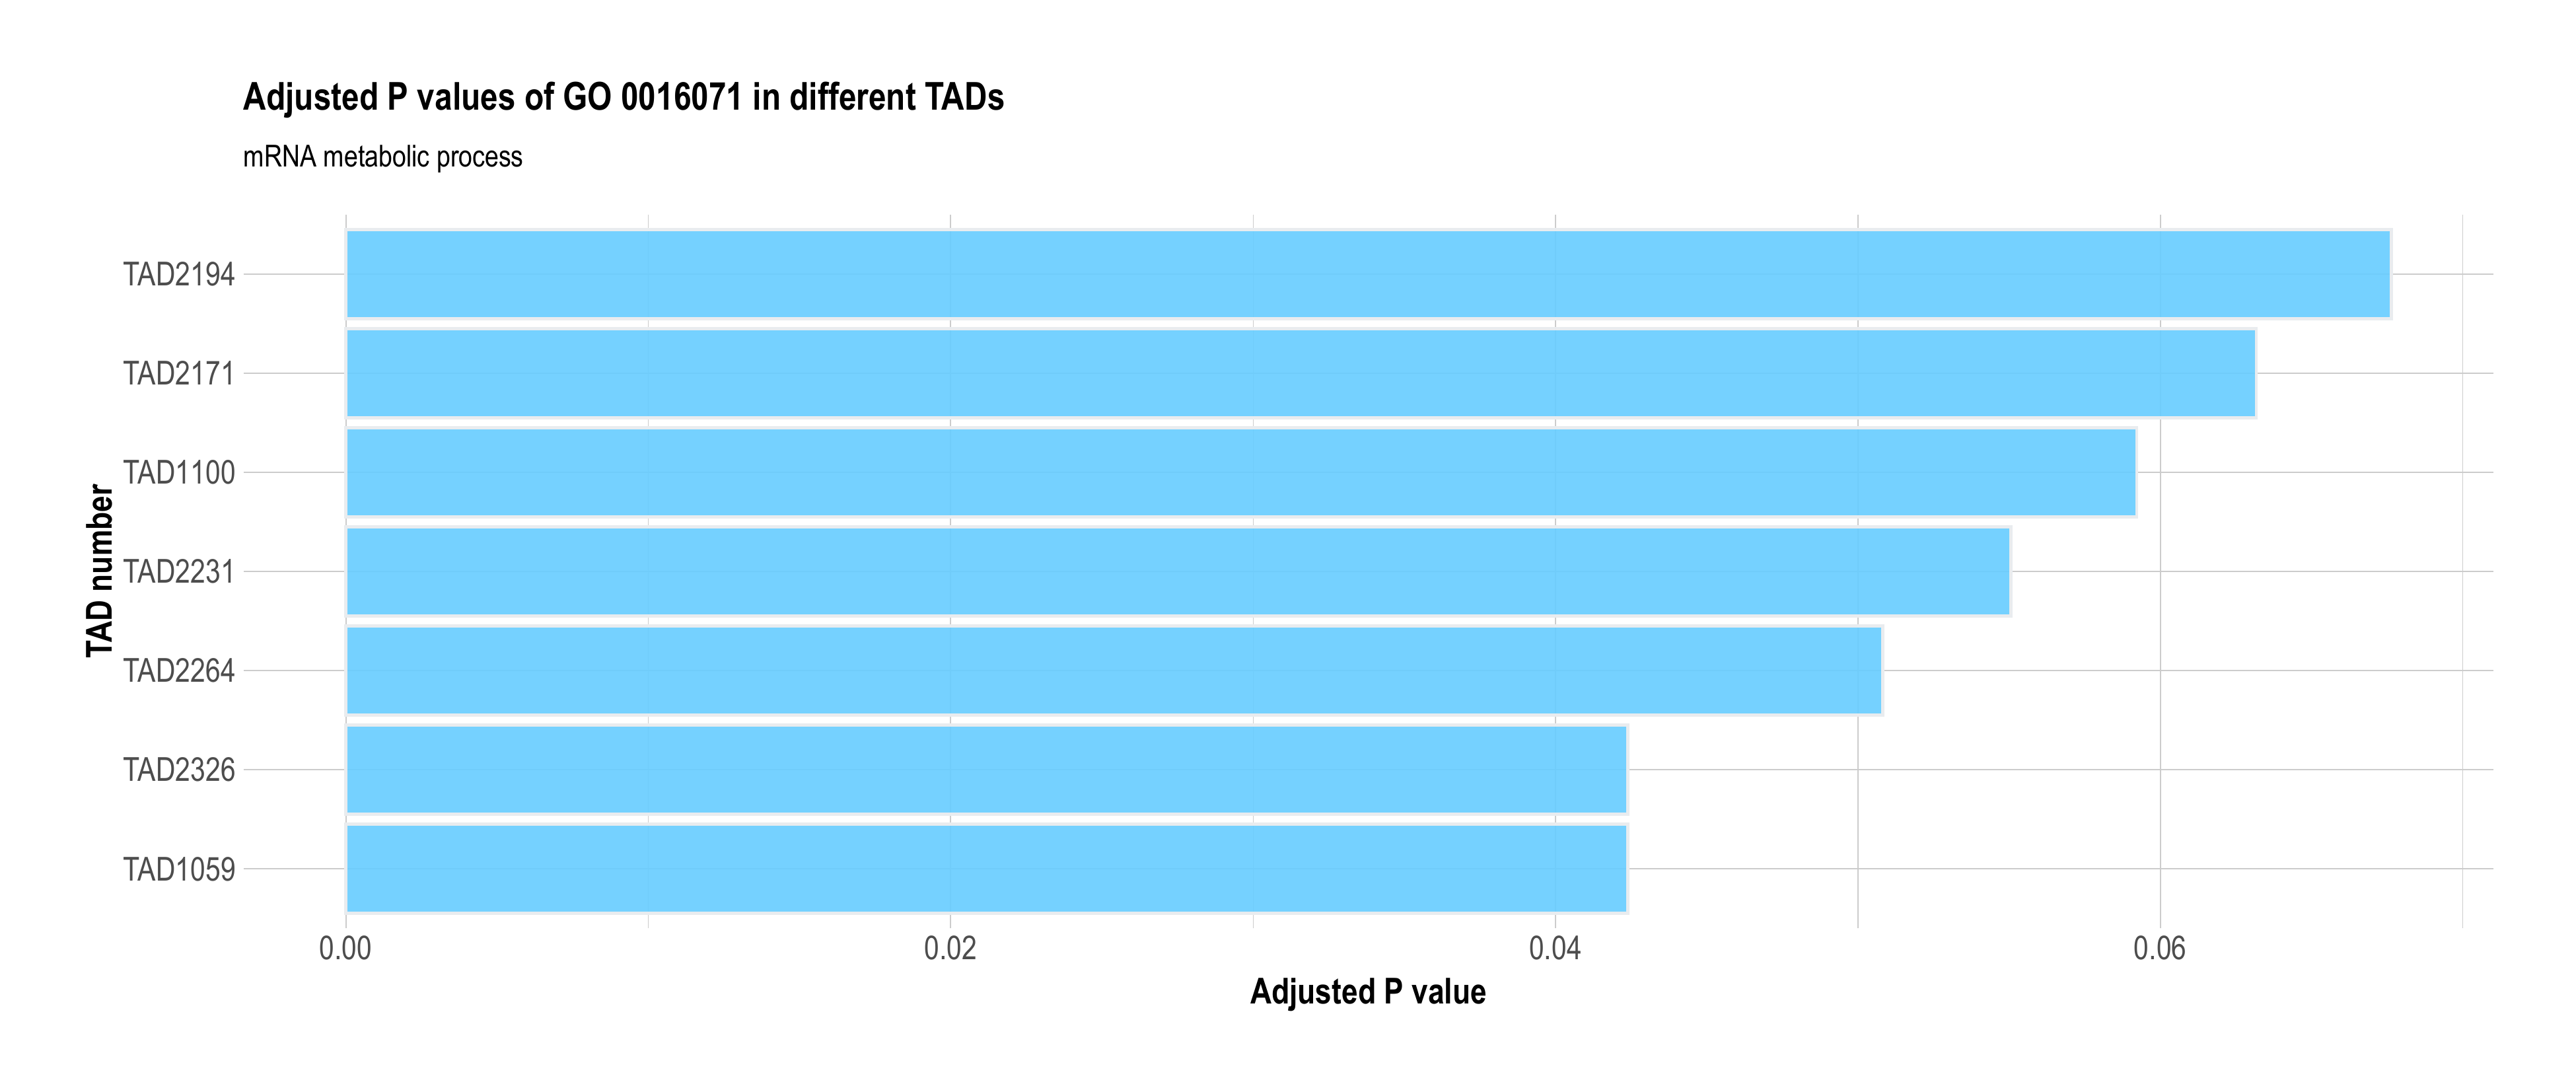 Adjusted P values of GO 0016071 in different TADs
mRNA metabolic process
TAD number
TAD2194
TAD2171
TAD1100
TAD2231
TAD2264
TAD2326
TAD1059
0.00 0.02 0.04 0.06
Adjusted P value